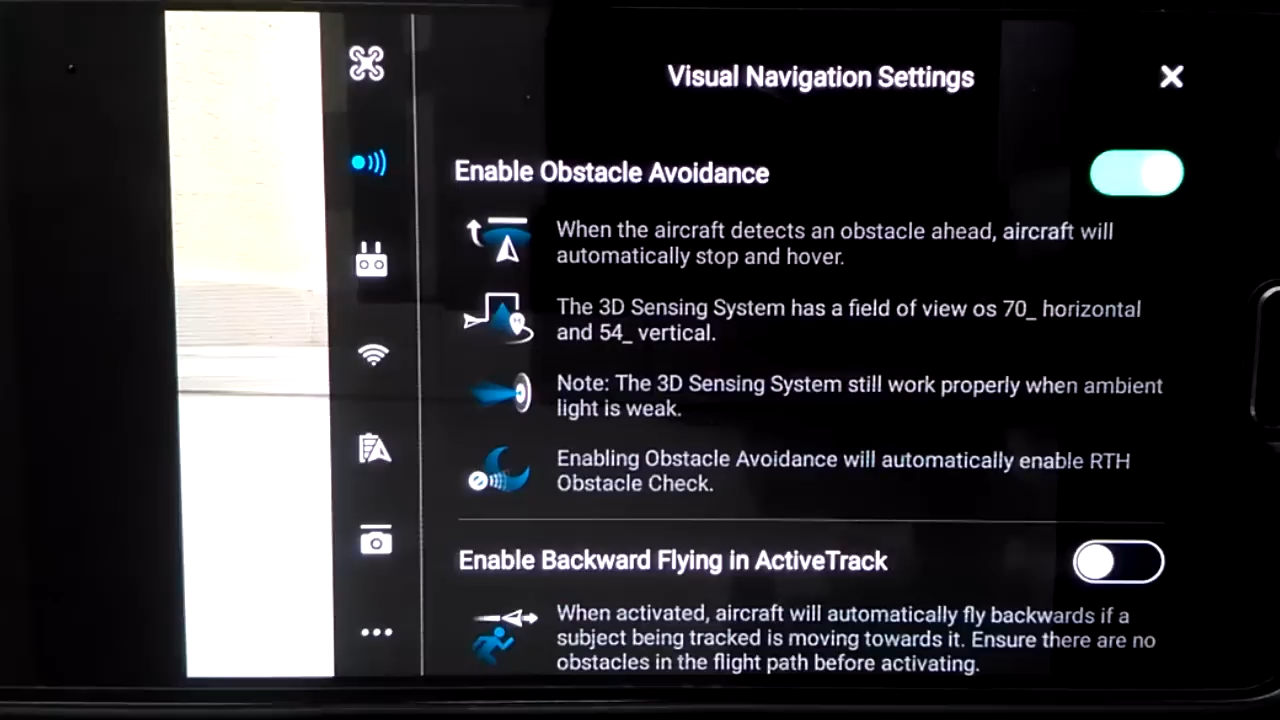 Visual Navigation Settings
Enable Obstacle Avoidance
When the aircraft detects an obstacle ahead, aircraft will
automatically stop and hover.
The 3D Sensing System has a field of view os 70_ horizontal
and 54_ vertical.
Note: The 3D Sensing System still work properly when ambient
light is weak.
Enabling Obstacle Avoidance will automatically enable RTH
Obstacle Check.
Enable Backward Flying in ActiveTrack
When activated, aircraft will automatically fly backwards if a
subject being tracked is moving towards it. Ensure there are no
obstacles in the flight path before activating.